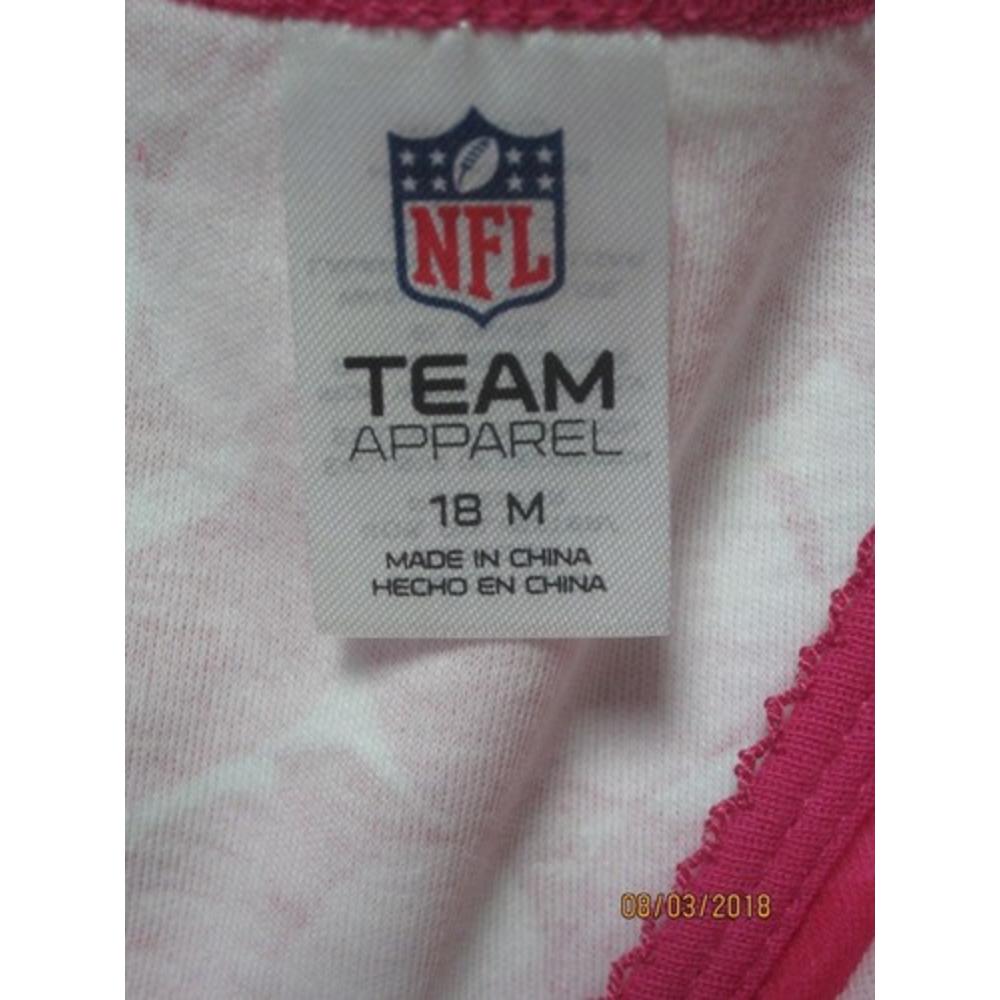 NFL
TEAM
APPAREL
18 M
MADE IN CHINA
HECHO EN CHINA
08/03/2018